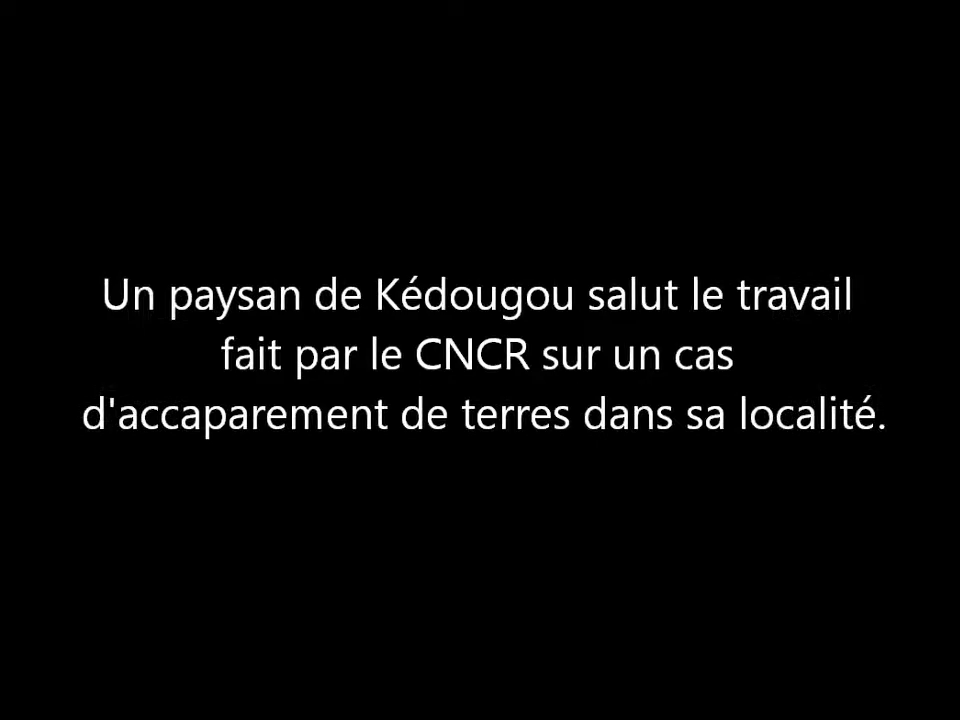 Un paysan de Kédougou salut le travail
fait par le CNCR sur un cas
d'accaparement de terres dans sa localité.